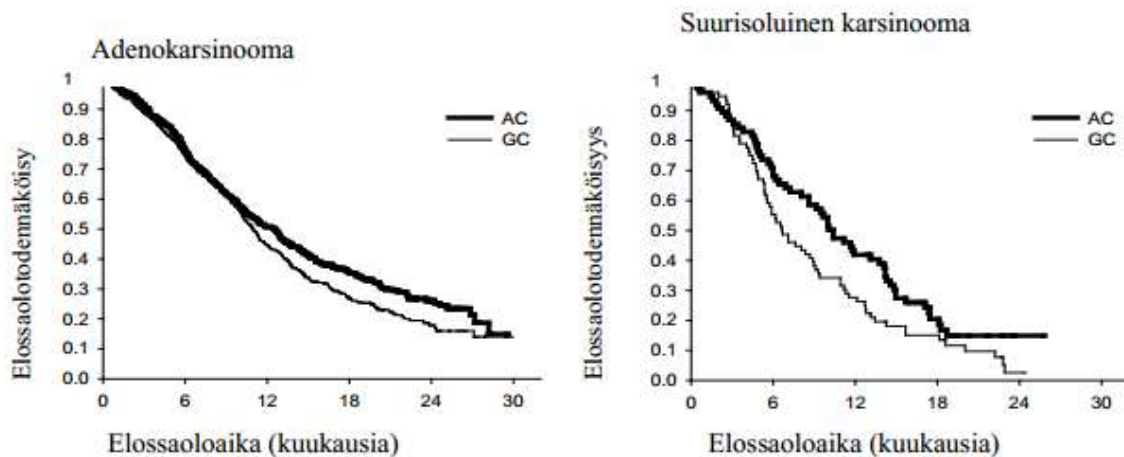 Adenokarsinooma
Elossaolotodennäköisy
1
0.9
0.8
0.7
0.6
0.5
0.4
0.3
0.2
0.1
0.0
0 6 12 18 24 30
AC
GC
Elossaoloaika (kuukausia)
Suurisoluinen karsinooma
Elossaolotodennäköisyys
1
0.9
0.8
0.7
0.6
0.5
0.4
0.3
0.2
0.1
0.0
0 6 12 18 24 30
AC
GC
Elossaoloaika (kuukausia)